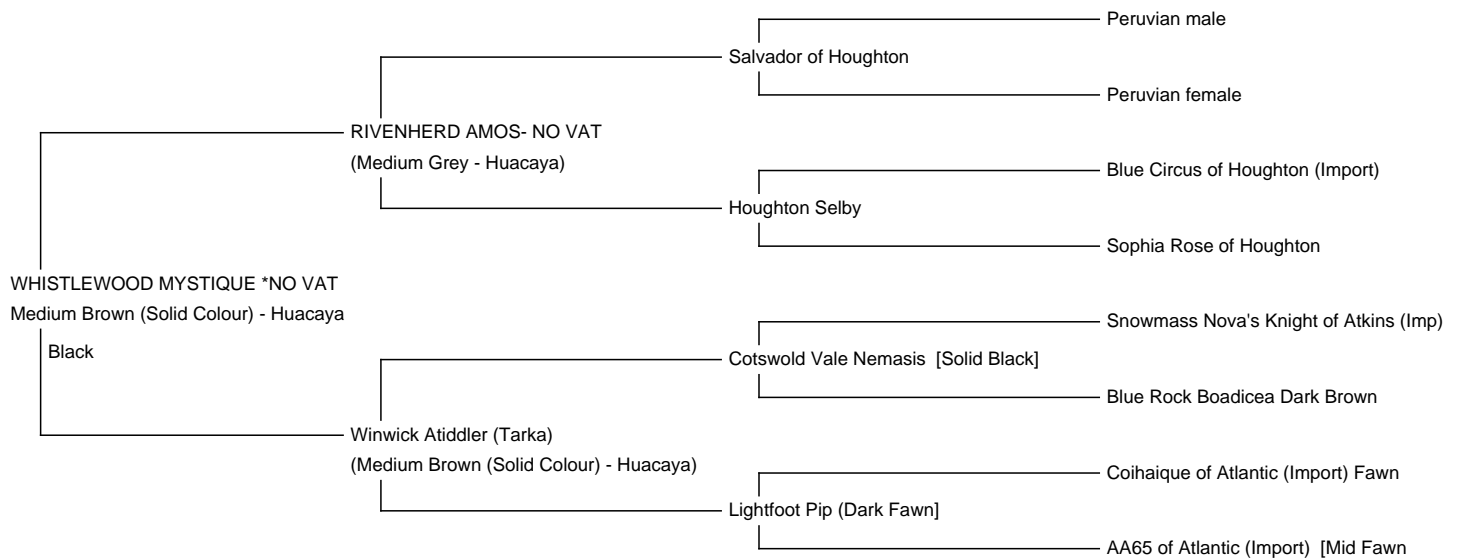 Peruvian male
Salvador of Houghton
Peruvian female
RIVENHERD AMOS- NO VAT
(Medium Grey - Huacaya)
Blue Circus of Houghton (Import)
Houghton Selby
Sophia Rose of Houghton
WHISTLEWOOD MYSTIQUE *NO VAT
Medium Brown (Solid Colour) - Huacaya
Black
Snowmass Nova's Knight of Atkins (Imp)
Cotswold Vale Nemasis  [Solid Black]
Blue Rock Boadicea Dark Brown
Winwick Atiddler (Tarka)
(Medium Brown (Solid Colour) - Huacaya)
Coihaique of Atlantic (Import) Fawn
Lightfoot Pip (Dark Fawn]
AA65 of Atlantic (Import)  [Mid Fawn